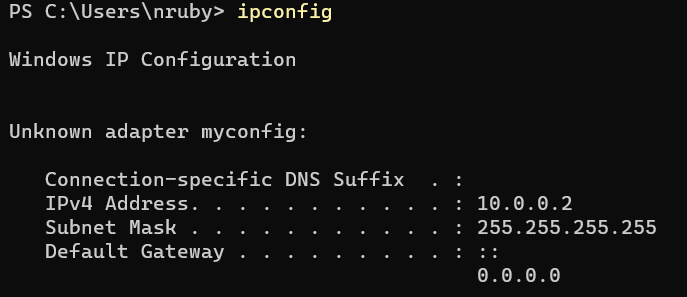 PS C:\Users\nruby> ipconfig
Windows IP Configuration
Unknown adapter myconfig:
Connection-specific DNS Suffix  . :
IPv4 Address. . . . . . . . . . . : 10.0.0.2
Subnet Mask . . . . . . . . . . . : 255.255.255.255
Default Gateway . . . . . . . . . : ::
0.0.0.0